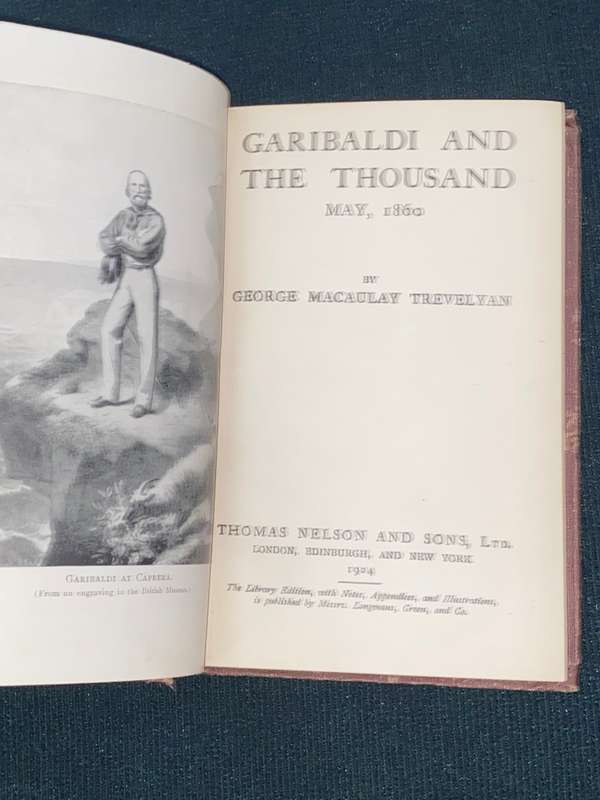 GARIBALDI AT CAPRERA.
(From an engraving in the British Museum.)
GARIBALDI AND
THE THOUSAND
MAY, 1860
BY
GEORGE MACAULAY TREVELYAN
THOMAS NELSON AND SONS, LTD.
LONDON, EDINBURGH, AND NEW YORK
1924
The Library Edition, with Notes, Appendices, and Illustrations,
is published by Messrs. Longmans, Green, and Co.